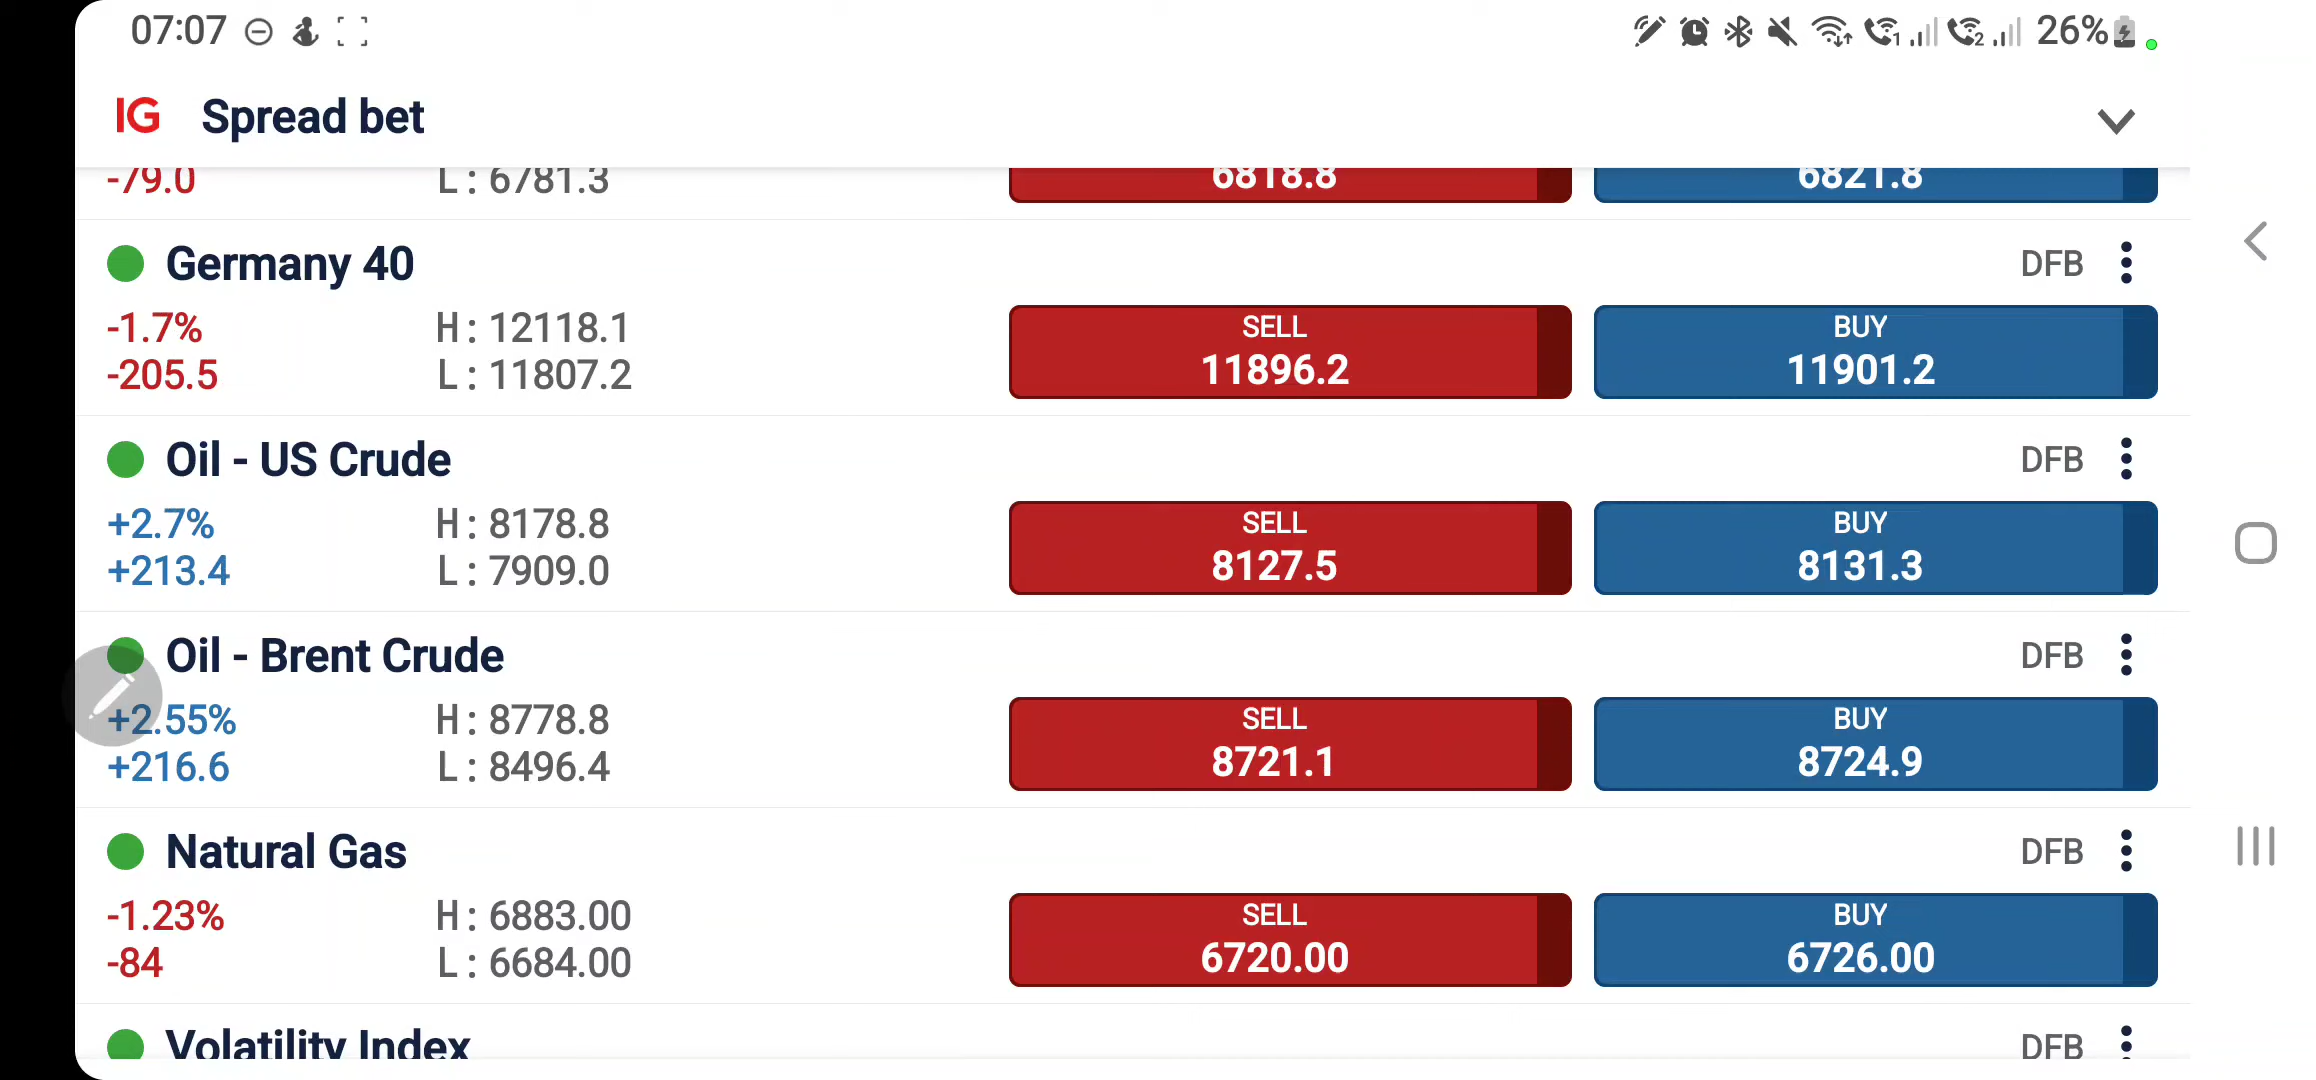 07:07
1 2 26%
IG Spread bet
-79.0 L: 6781.3 6818.8 6821.8
Germany 40 DFB
-1.7% H: 12118.1 SELL BUY
-205.5 L: 11807.2 11896.2 11901.2
Oil - US Crude DFB
+2.7% H: 8178.8 SELL BUY
+213.4 L: 7909.0 8127.5 8131.3
Oil - Brent Crude DFB
+2.55% H: 8778.8 SELL BUY
+216.6 L: 8496.4 8721.1 8724.9
Natural Gas DFB
-1.23% H: 6883.00 SELL BUY
-84 L: 6684.00 6720.00 6726.00
Volatility Index DFB